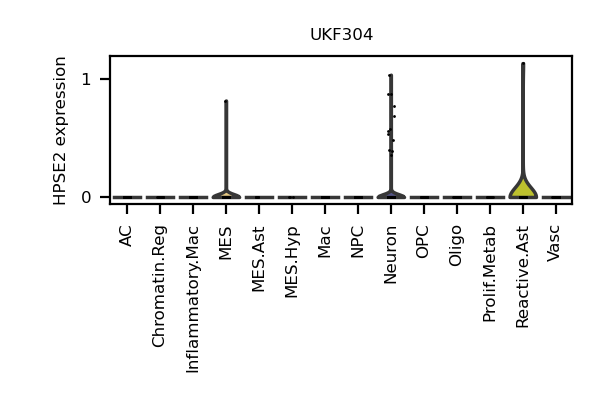 UKF304
HPSE2 expression
1
0
AC
Chromatin.Reg
Inflammatory.Mac
MES
MES.Ast
MES.Hyp
Mac
NPC
Neuron
OPC
Oligo
Prolif.Metab
Reactive.Ast
Vasc